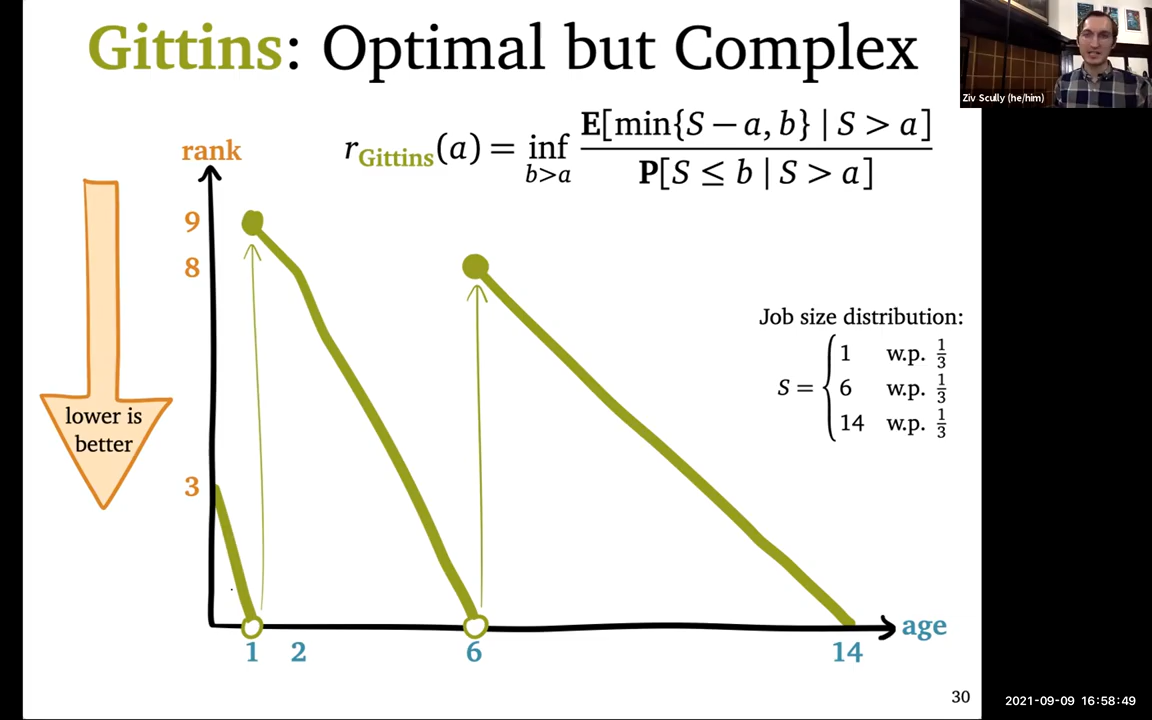 Gittins: Optimal but Complex
Ziv Scully (he/him)
r_Gittins(a) = inf_{b>a} E[min{S − a, b} | S > a] / P[S ≤ b | S > a]
rank
9
8
3
lower is
better
Job size distribution:
S = { 1 w.p. 1/3
6 w.p. 1/3
14 w.p. 1/3
age
1 2 6 14
30
2021-09-09 16:58:49